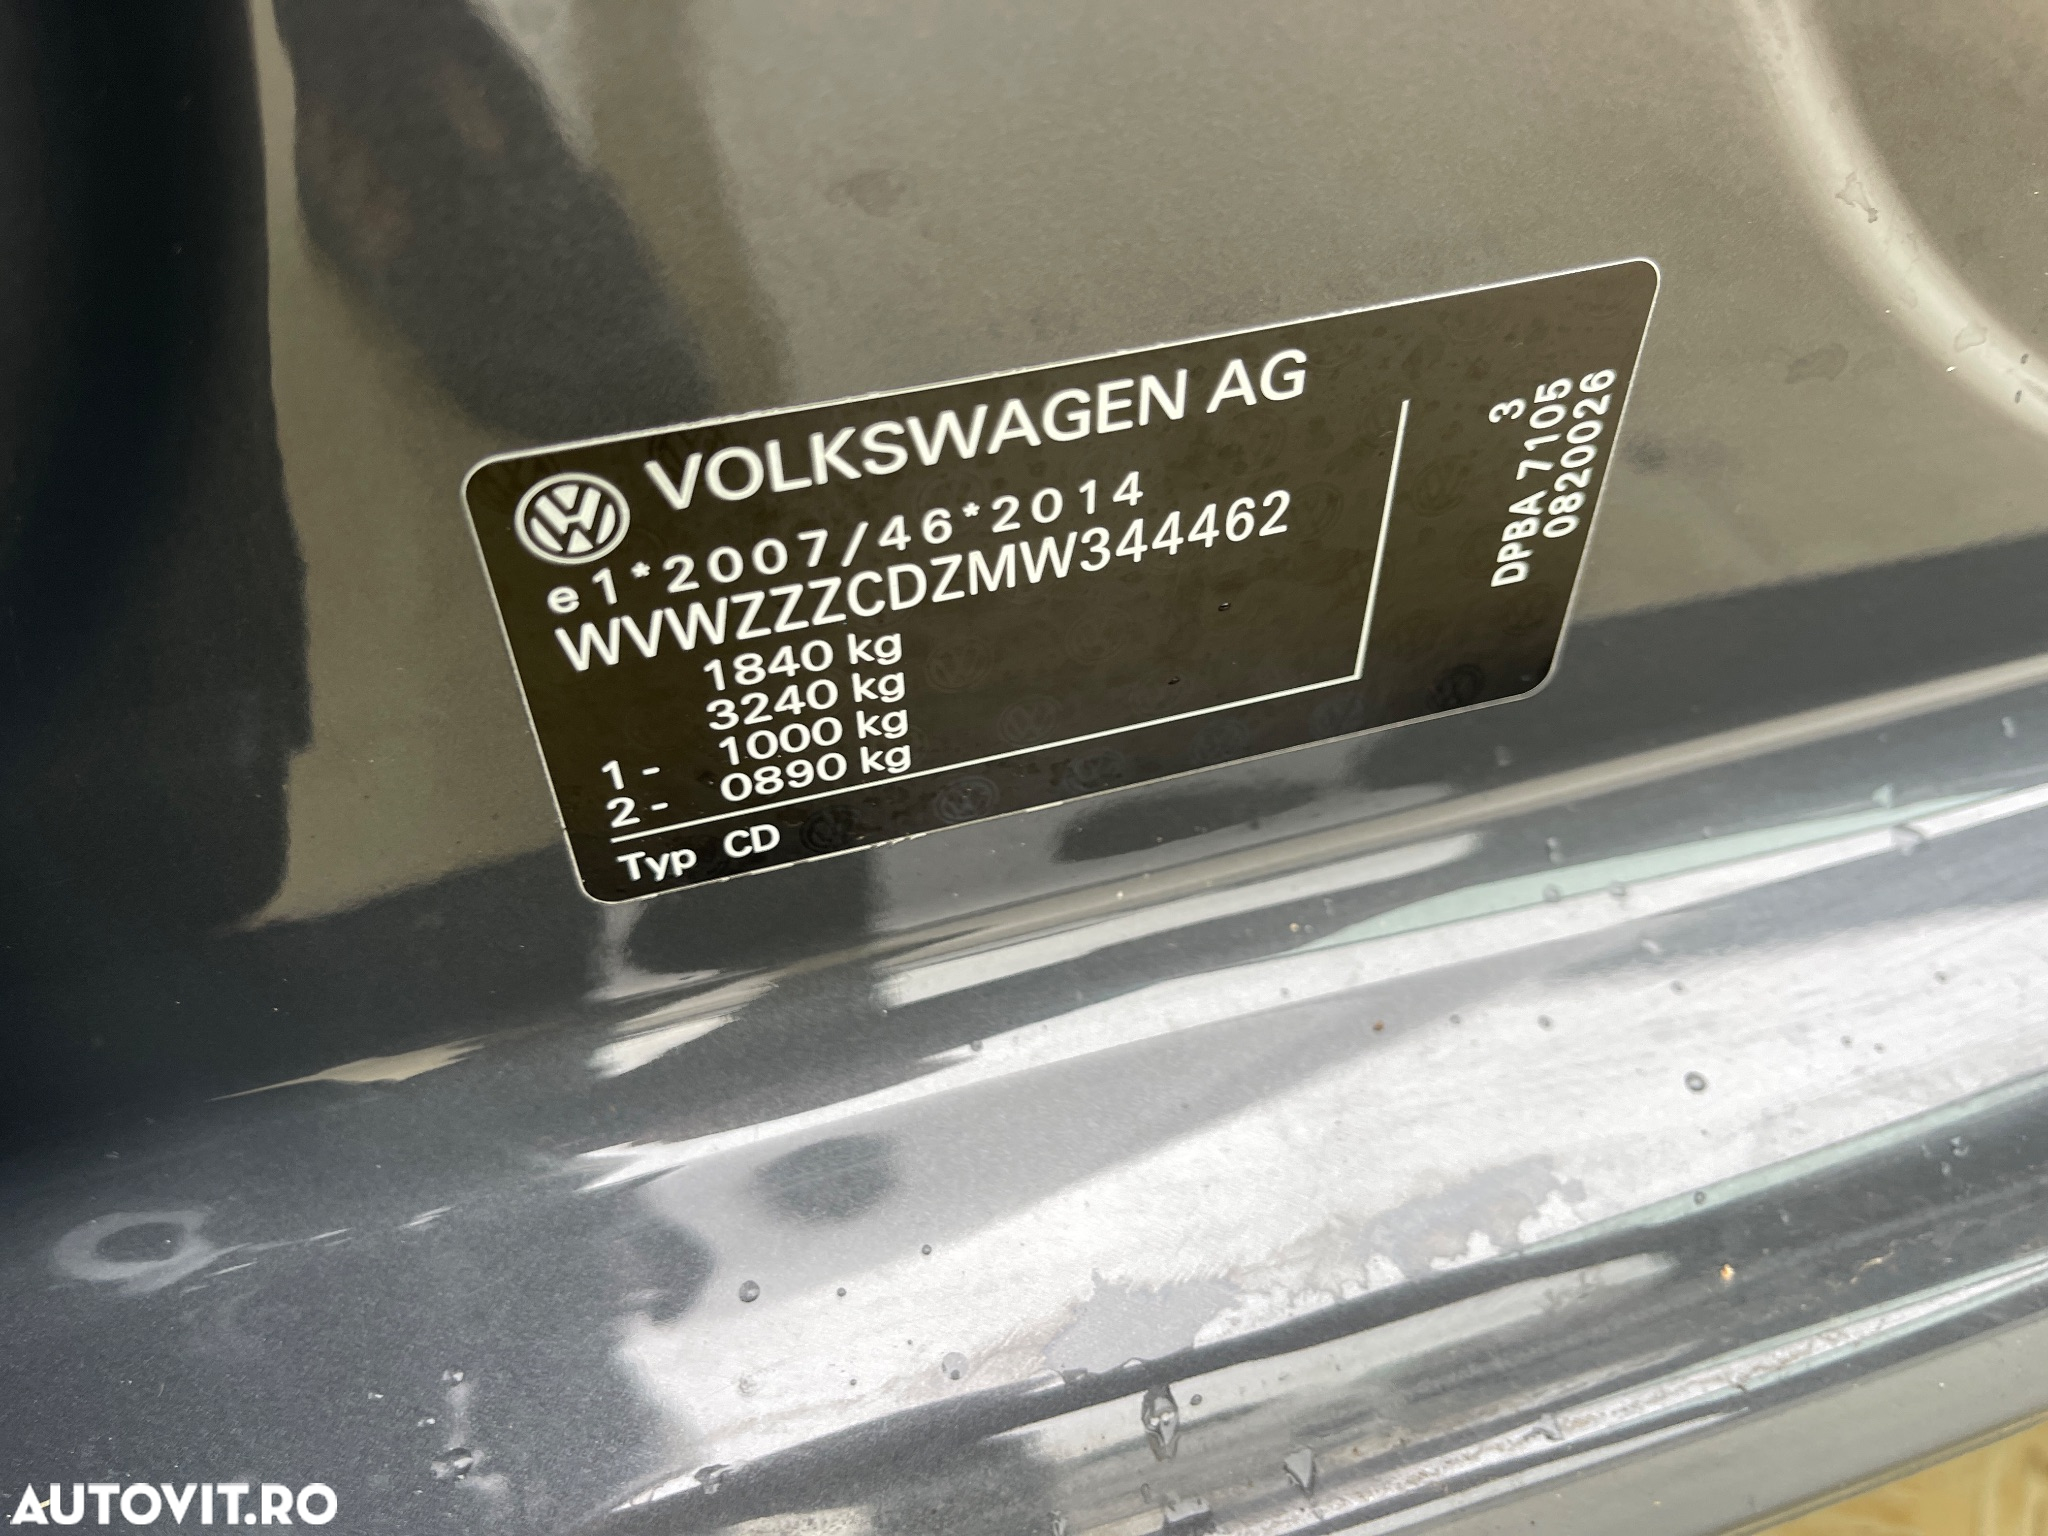 VOLKSWAGEN AG
e1*2007/46*2014
WVWZZZCDZMW344462
1840 kg
3240 kg
1- 1000 kg
2- 0890 kg
Typ CD
3
DPBA 7105
0820026
AUTOVIT.RO